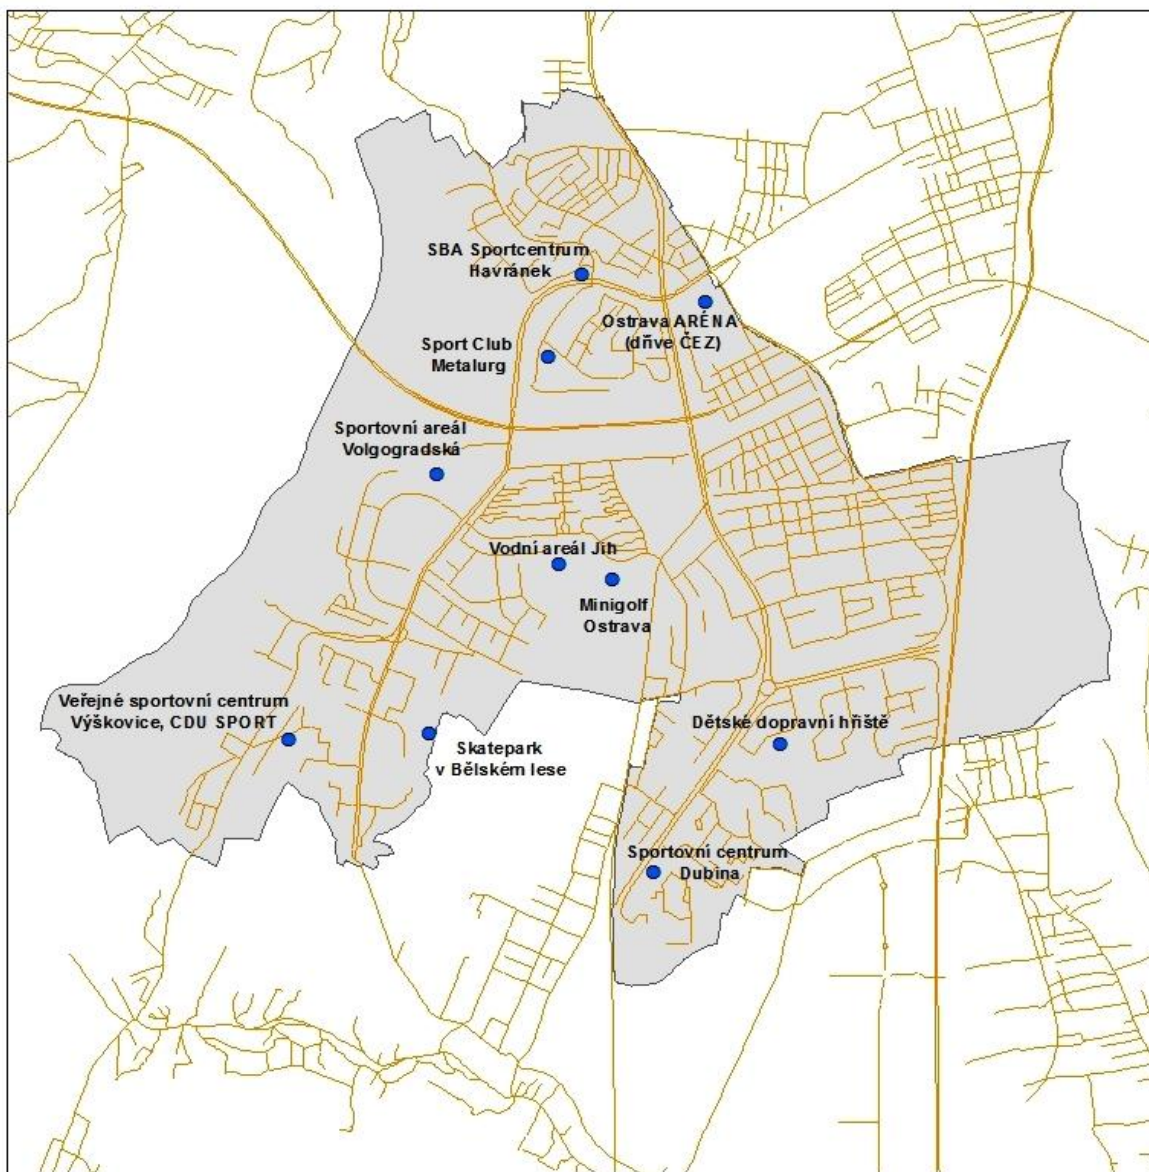 SBA Sportcentrum
Havránek
Ostrava ARÉNA
(dříve ČEZ)
Sport Club
Metalurg
Sportovní areál
Volgogradská
Vodní areál Jih
Minigolf
Ostrava
Veřejné sportovní centrum
Výškovice, CDU SPORT
Skatepark
v Bělském lese
Dětské dopravní hřiště
Sportovní centrum
Dubina